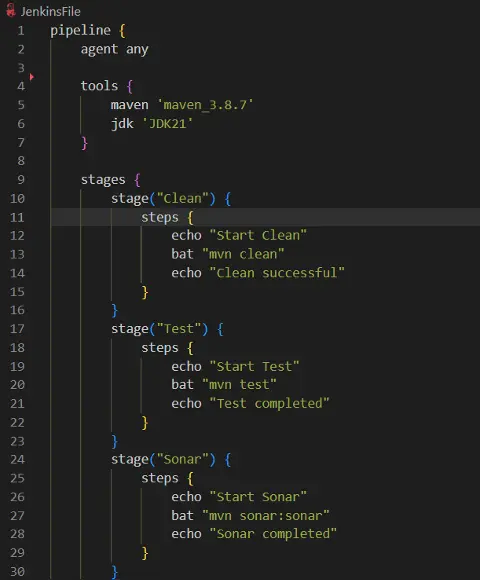 JenkinsFile
1 pipeline {
2     agent any
3
4     tools {
5         maven 'maven_3.8.7'
6         jdk 'JDK21'
7     }
8
9     stages {
10         stage("Clean") {
11             steps {
12                 echo "Start Clean"
13                 bat "mvn clean"
14                 echo "Clean successful"
15             }
16         }
17         stage("Test") {
18             steps {
19                 echo "Start Test"
20                 bat "mvn test"
21                 echo "Test completed"
22             }
23         }
24         stage("Sonar") {
25             steps {
26                 echo "Start Sonar"
27                 bat "mvn sonar:sonar"
28                 echo "Sonar completed"
29             }
30         }